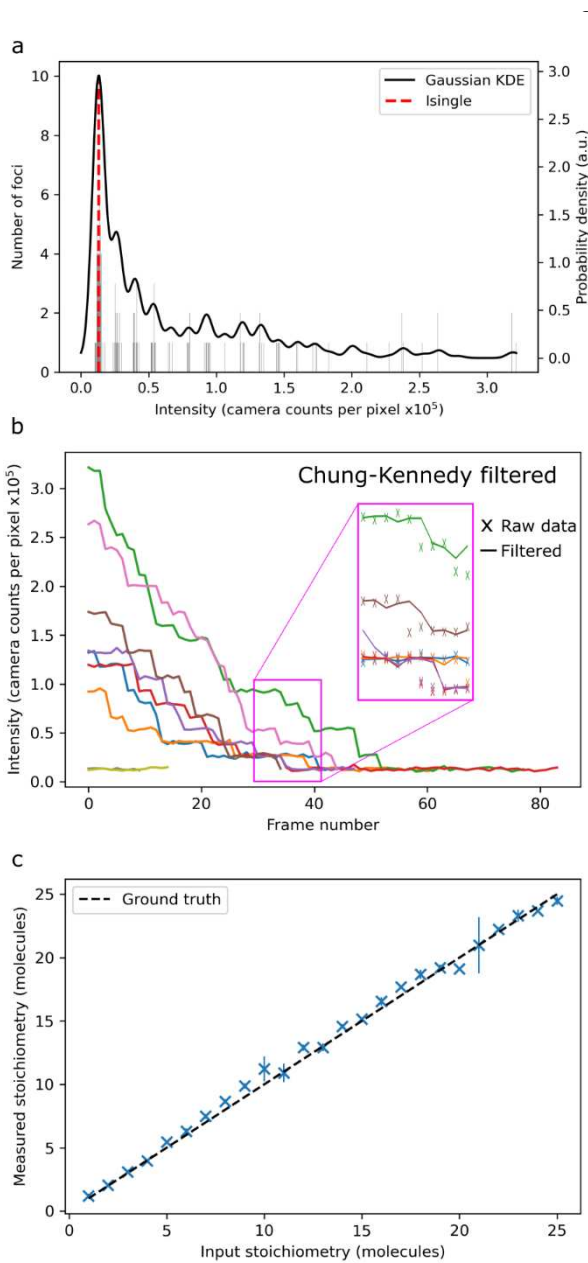 a
10
8
6
4
2
0
Number of foci
Gaussian KDE
Isingle
3.0
2.5
2.0
1.5
1.0
0.5
0.0
Probability density (a.u.)
0.0 0.5 1.0 1.5 2.0 2.5 3.0
Intensity (camera counts per pixel x10⁵)
b
Chung-Kennedy filtered
3.0
2.5
2.0
1.5
1.0
0.5
0.0
Intensity (camera counts per pixel x10⁵)
Raw data
Filtered
0 20 40 60 80
Frame number
c
25
20
15
10
5
0
Measured stoichiometry (molecules)
Ground truth
0 5 10 15 20 25
Input stoichiometry (molecules)